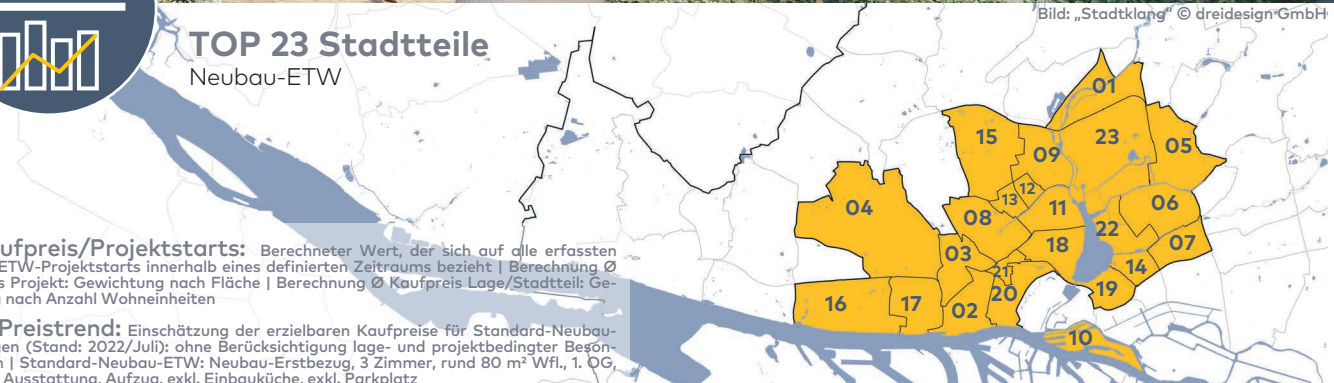 Bild: „Stadtklang“ © dreidesign GmbH
TOP 23 Stadtteile
Neubau-ETW
01
15
23
09
05
12
13
04
11
06
08
22
18
07
03
14
21
19
20
16
17
02
10
aufpreis/Projektstarts: Berechneter Wert, der sich auf alle erfassten
ETW-Projektstarts innerhalb eines definierten Zeitraums bezieht | Berechnung Ø
s Projekt: Gewichtung nach Fläche | Berechnung Ø Kaufpreis Lage/Stadtteil: Ge-
g nach Anzahl Wohneinheiten
Preistrend: Einschätzung der erzielbaren Kaufpreise für Standard-Neubau-
gen (Stand: 2022/Juli): ohne Berücksichtigung lage- und projektbedingter Beson-
n | Standard-Neubau-ETW: Neubau-Erstbezug, 3 Zimmer, rund 80 m² Wfl., 1. OG,
Ausstattung, Aufzug, exkl. Einbauküche, exkl. Parkplatz